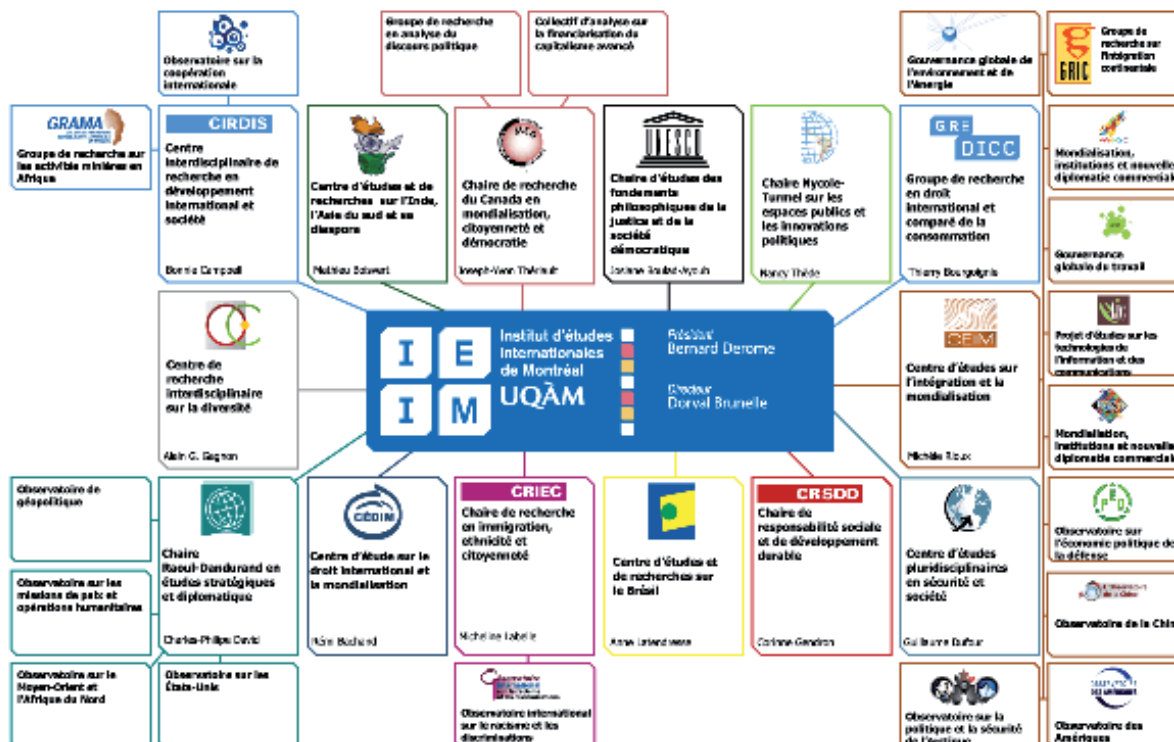 Observatoire sur la
coopération
internationale
Groupe de recherche
en analyse du
discours politique
Collectif d'analyse sur
la financiarisation du
capitalisme avancé
Gouvernance globale de
l'environnement et de
l'énergie
GRIC
Groupe de
recherche sur
l'intégration
continentale
GRAMA
Groupe de recherche sur
les activités minières en
Afrique
CIRDIS
Centre
interdisciplinaire de
recherche en
développement
international et
société
Bonnie Campbell
Centre d'études et de
recherches sur l'Inde,
l'Asie du sud et sa
diaspora
Mathieu Boisvert
MCD
Chaire de recherche
du Canada en
mondialisation,
citoyenneté et
démocratie
Joseph-Yvon Thériault
UNESCO
Chaire d'études des
fondements
philosophiques de la
justice et de la
société
démocratique
Josiane Boulad-Ayoub
Chaire Nycole-
Turmel sur les
espaces publics et
les innovations
politiques
Nancy Thède
GRE
DICC
Groupe de recherche
en droit
international et
comparé de la
consommation
Thierry Bourgoignie
Mondialisation,
institutions et nouvelle
diplomatie commerciale
Gouvernance
globale du travail
Centre de
recherche
interdisciplinaire
sur la diversité
Alain G. Gagnon
I E
I M
Institut d'études
internationales
de Montréal
UQÀM
Président
Bernard Derome
Directeur
Dorval Brunelle
CEIM
Centre d'études sur
l'intégration et la
mondialisation
Michèle Rioux
Projet d'études sur les
technologies de
l'information et des
communications
Mondialisation,
institutions et nouvelle
diplomatie commerciale
Observatoire de
géopolitique
Observatoire sur les
missions de paix et
opérations humanitaires
Observatoire sur le
Moyen-Orient et
l'Afrique du Nord
Observatoire sur les
États-Unis
Chaire
Raoul-Dandurand en
études stratégiques
et diplomatique
Charles-Philippe David
CÉDIM
Centre d'étude sur le
droit international et
la mondialisation
Rémi Bachand
CRIEC
Chaire de recherche
en immigration,
ethnicité et
citoyenneté
Micheline Labelle
Observatoire international
sur le racisme et les
discriminations
Centre d'études et
de recherches sur
le Brésil
Anne Latendresse
CRSDD
Chaire de
responsabilité sociale
et de développement
durable
Corinne Gendron
Centre d'études
pluridisciplinaires
en sécurité et
société
Guillaume Dufour
Observatoire sur
l'économie politique de
la défense
Observatoire de la Chin
Observatoire sur la
politique et la sécurité
de l'Arctique
Observatoire des
Amériques